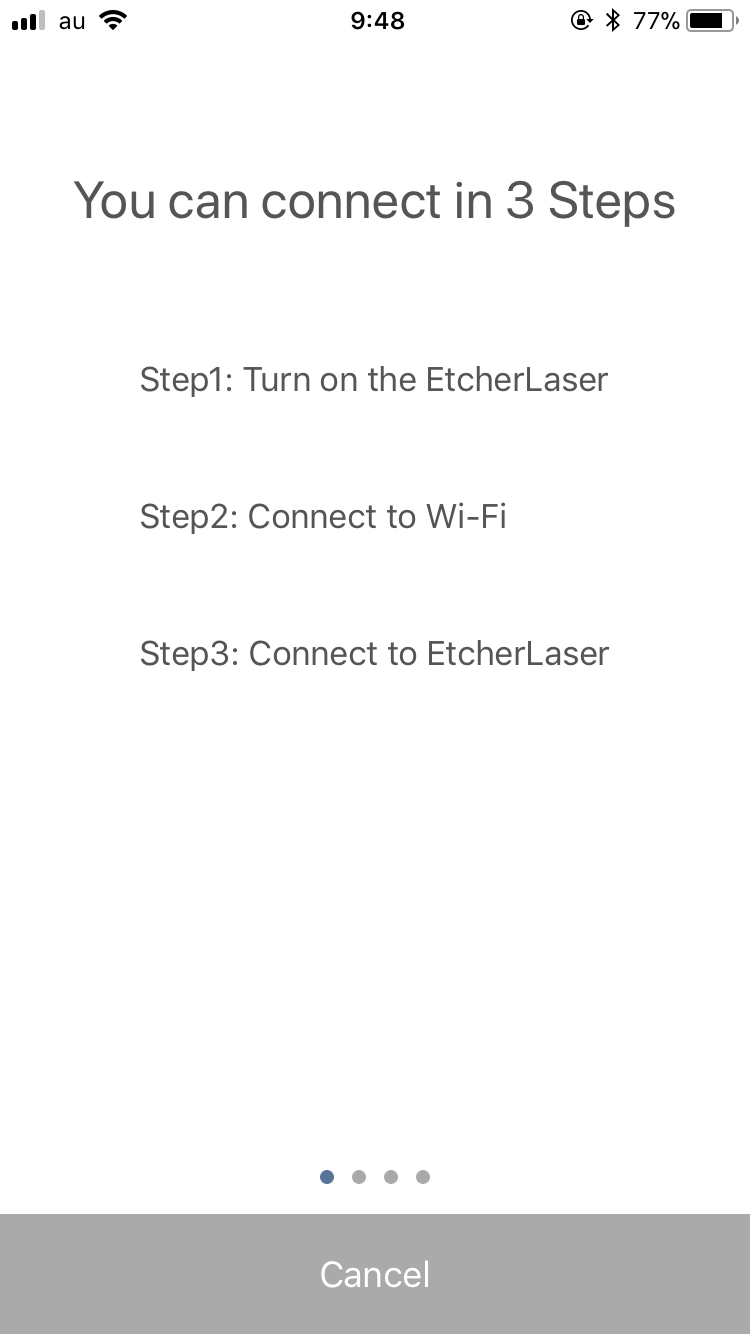 au 9:48 77%
You can connect in 3 Steps
Step1: Turn on the EtcherLaser
Step2: Connect to Wi-Fi
Step3: Connect to EtcherLaser
Cancel